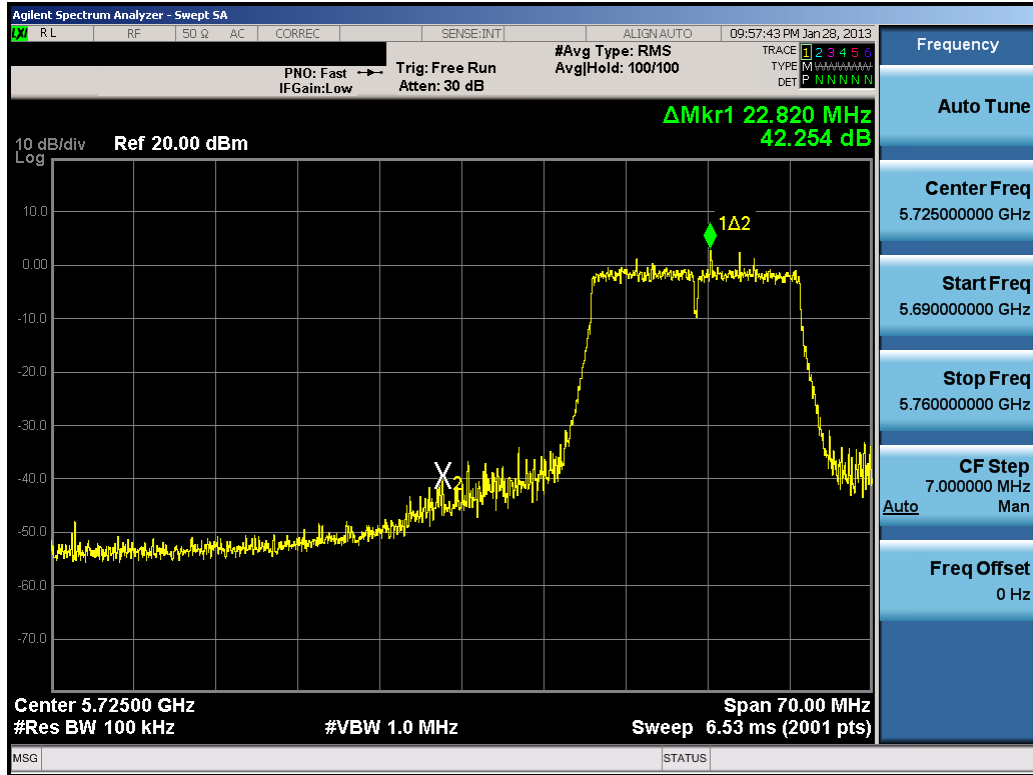 Agilent Spectrum Analyzer - Swept SA
LXI RL RF 50 Ω AC CORREC SENSE:INT ALIGN AUTO 09:57:43 PM Jan 28, 2013
PNO: Fast
IFGain:Low
Trig: Free Run
Atten: 30 dB
#Avg Type: RMS
Avg|Hold: 100/100
TRACE 1 2 3 4 5 6
TYPE M WWWWW
DET P N N N N N
ΔMkr1 22.820 MHz
42.254 dB
10 dB/div
Log
Ref 20.00 dBm
10.0
0.00
-10.0
-20.0
-30.0
-40.0
-50.0
-60.0
-70.0
1Δ2
X2
Center 5.72500 GHz
#Res BW 100 kHz
#VBW 1.0 MHz
Span 70.00 MHz
Sweep 6.53 ms (2001 pts)
MSG
STATUS
Frequency
Auto Tune
Center Freq
5.725000000 GHz
Start Freq
5.690000000 GHz
Stop Freq
5.760000000 GHz
CF Step
7.000000 MHz
Auto Man
Freq Offset
0 Hz